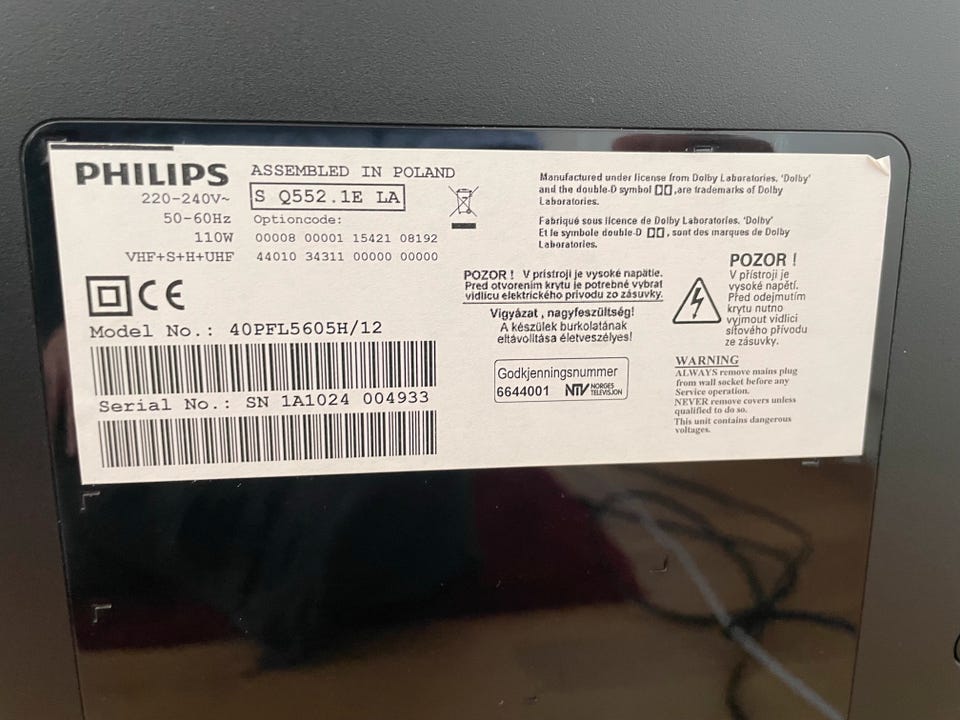 PHILIPS
220-240V~
50-60Hz
110W
VHF+S+H+UHF
ASSEMBLED IN POLAND
S Q552.1E LA
Optioncode:
00008 00001 15421 08192
44010 34311 00000 00000
CE
Model No.: 40PFL5605H/12
Serial No.: SN 1A1024 004933
Manufactured under license from Dolby Laboratories. 'Dolby'
and the double-D symbol ,are trademarks of Dolby
Laboratories.
Fabriqué sous licence de Dolby Laboratories. 'Dolby'
Et le symbole double-D , sont des marques de Dolby
Laboratories.
POZOR ! V prístroji je vysoké napätie.
Pred otvorením krytu je potrebné vybrat
vidlicu elektrického prívodu zo zásuvky.
Vigyázat , nagyfeszültség!
A készülek burkolatának
eltávolítása életveszélyes!
Godkjenningsnummer
6644001 NTV NORGES
TELEVISJON
POZOR !
V přístroji je
vysoké napětí.
Před odejmutím
krytu nutno
vyjmout vidlici
síťového přívodu
ze zásuvky.
WARNING
ALWAYS remove mains plug
from wall socket before any
Service operation.
NEVER remove covers unless
qualified to do so.
This unit contains dangerous
voltages.